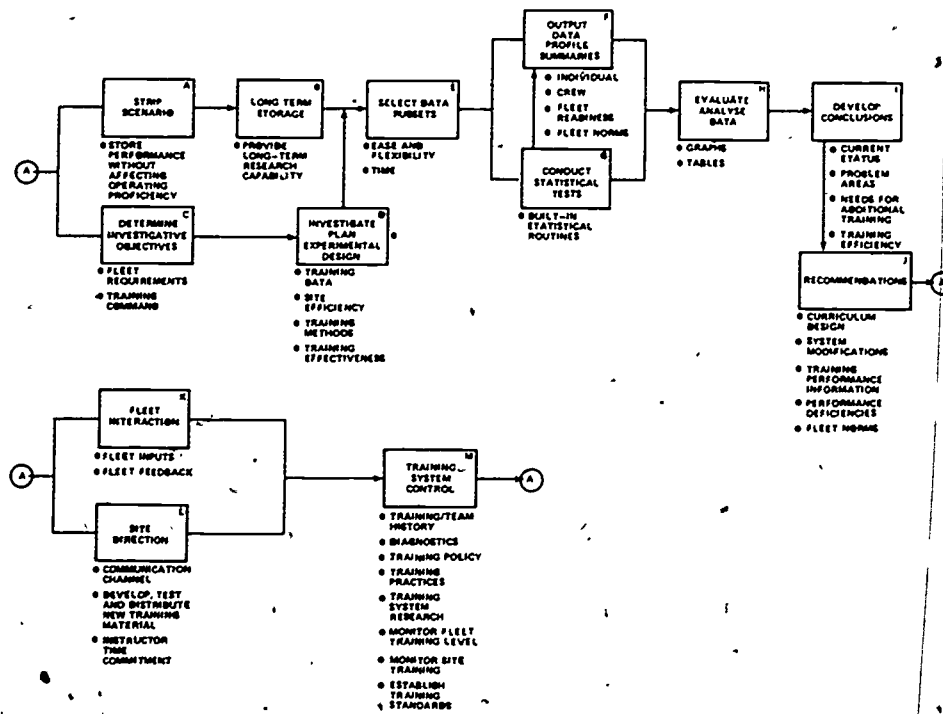 A
A
STRIP
SCENARIO
STORE
PERFORMANCE
WITHOUT
AFFECTING
OPERATING
PROFICIENCY
B
LONG TERM
STORAGE
PROVIDE
LONG-TERM
RESEARCH
CAPABILITY
C
DETERMINE
INVESTIGATIVE
OBJECTIVES
FLEET
REQUIREMENTS
TRAINING
COMMAND
D
INVESTIGATE
PLAN
EXPERIMENTAL
DESIGN
TRAINING
DATA
SITE
EFFICIENCY
TRAINING
METHODS
TRAINING
EFFECTIVENESS
E
SELECT DATA
SUBSETS
EASE AND
FLEXIBILITY
TIME
F
OUTPUT
DATA
PROFILE
SUMMARIES
INDIVIDUAL
CREW
FLEET
READINESS
FLEET NORMS
G
CONDUCT
STATISTICAL
TESTS
BUILT-IN
STATISTICAL
ROUTINES
H
EVALUATE
ANALYSE
DATA
GRAPHS
TABLES
I
DEVELOP
CONCLUSIONS
CURRENT
STATUS
PROBLEM
AREAS
NEEDS FOR
ADDITIONAL
TRAINING
TRAINING
EFFICIENCY
J
RECOMMENDATIONS
A
CURRICULUM
DESIGN
SYSTEM
MODIFICATIONS
TRAINING
PERFORMANCE
INFORMATION
PERFORMANCE
DEFICIENCIES
FLEET NORMS
A
K
FLEET
INTERACTION
FLEET INPUTS
FLEET FEEDBACK
L
SITE
DIRECTION
COMMUNICATION
CHANNEL
DEVELOP, TEST
AND DISTRIBUTE
NEW TRAINING
MATERIAL
INSTRUCTOR
TIME
COMMITMENT
M
TRAINING
SYSTEM
CONTROL
A
TRAINING/TEAM
HISTORY
DIAGNOSTICS
TRAINING POLICY
TRAINING
PRACTICES
TRAINING
SYSTEM
RESEARCH
MONITOR FLEET
TRAINING LEVEL
MONITOR SITE
TRAINING
ESTABLISH
TRAINING
STANDARDS